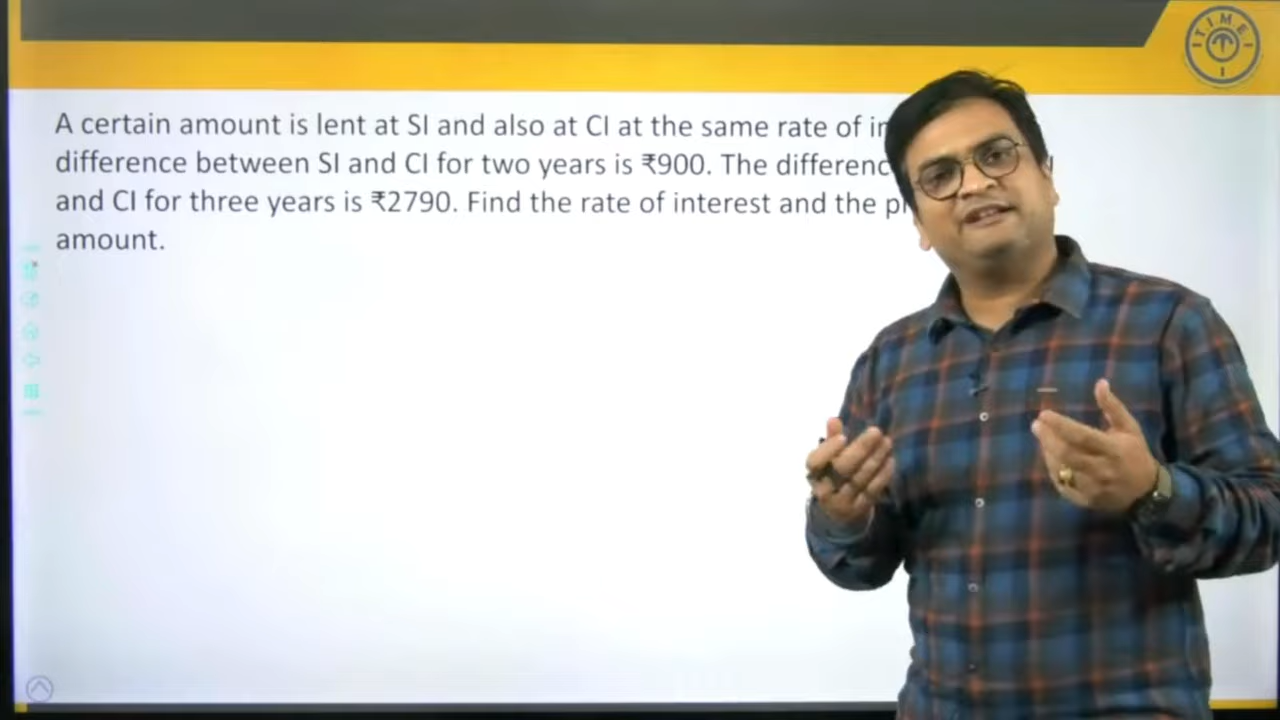 A certain amount is lent at SI and also at CI at the same rate of
difference between SI and CI for two years is ₹900. The
and CI for three years is ₹2790. Find the rate of interest and the
amount.
T.I.M.E.